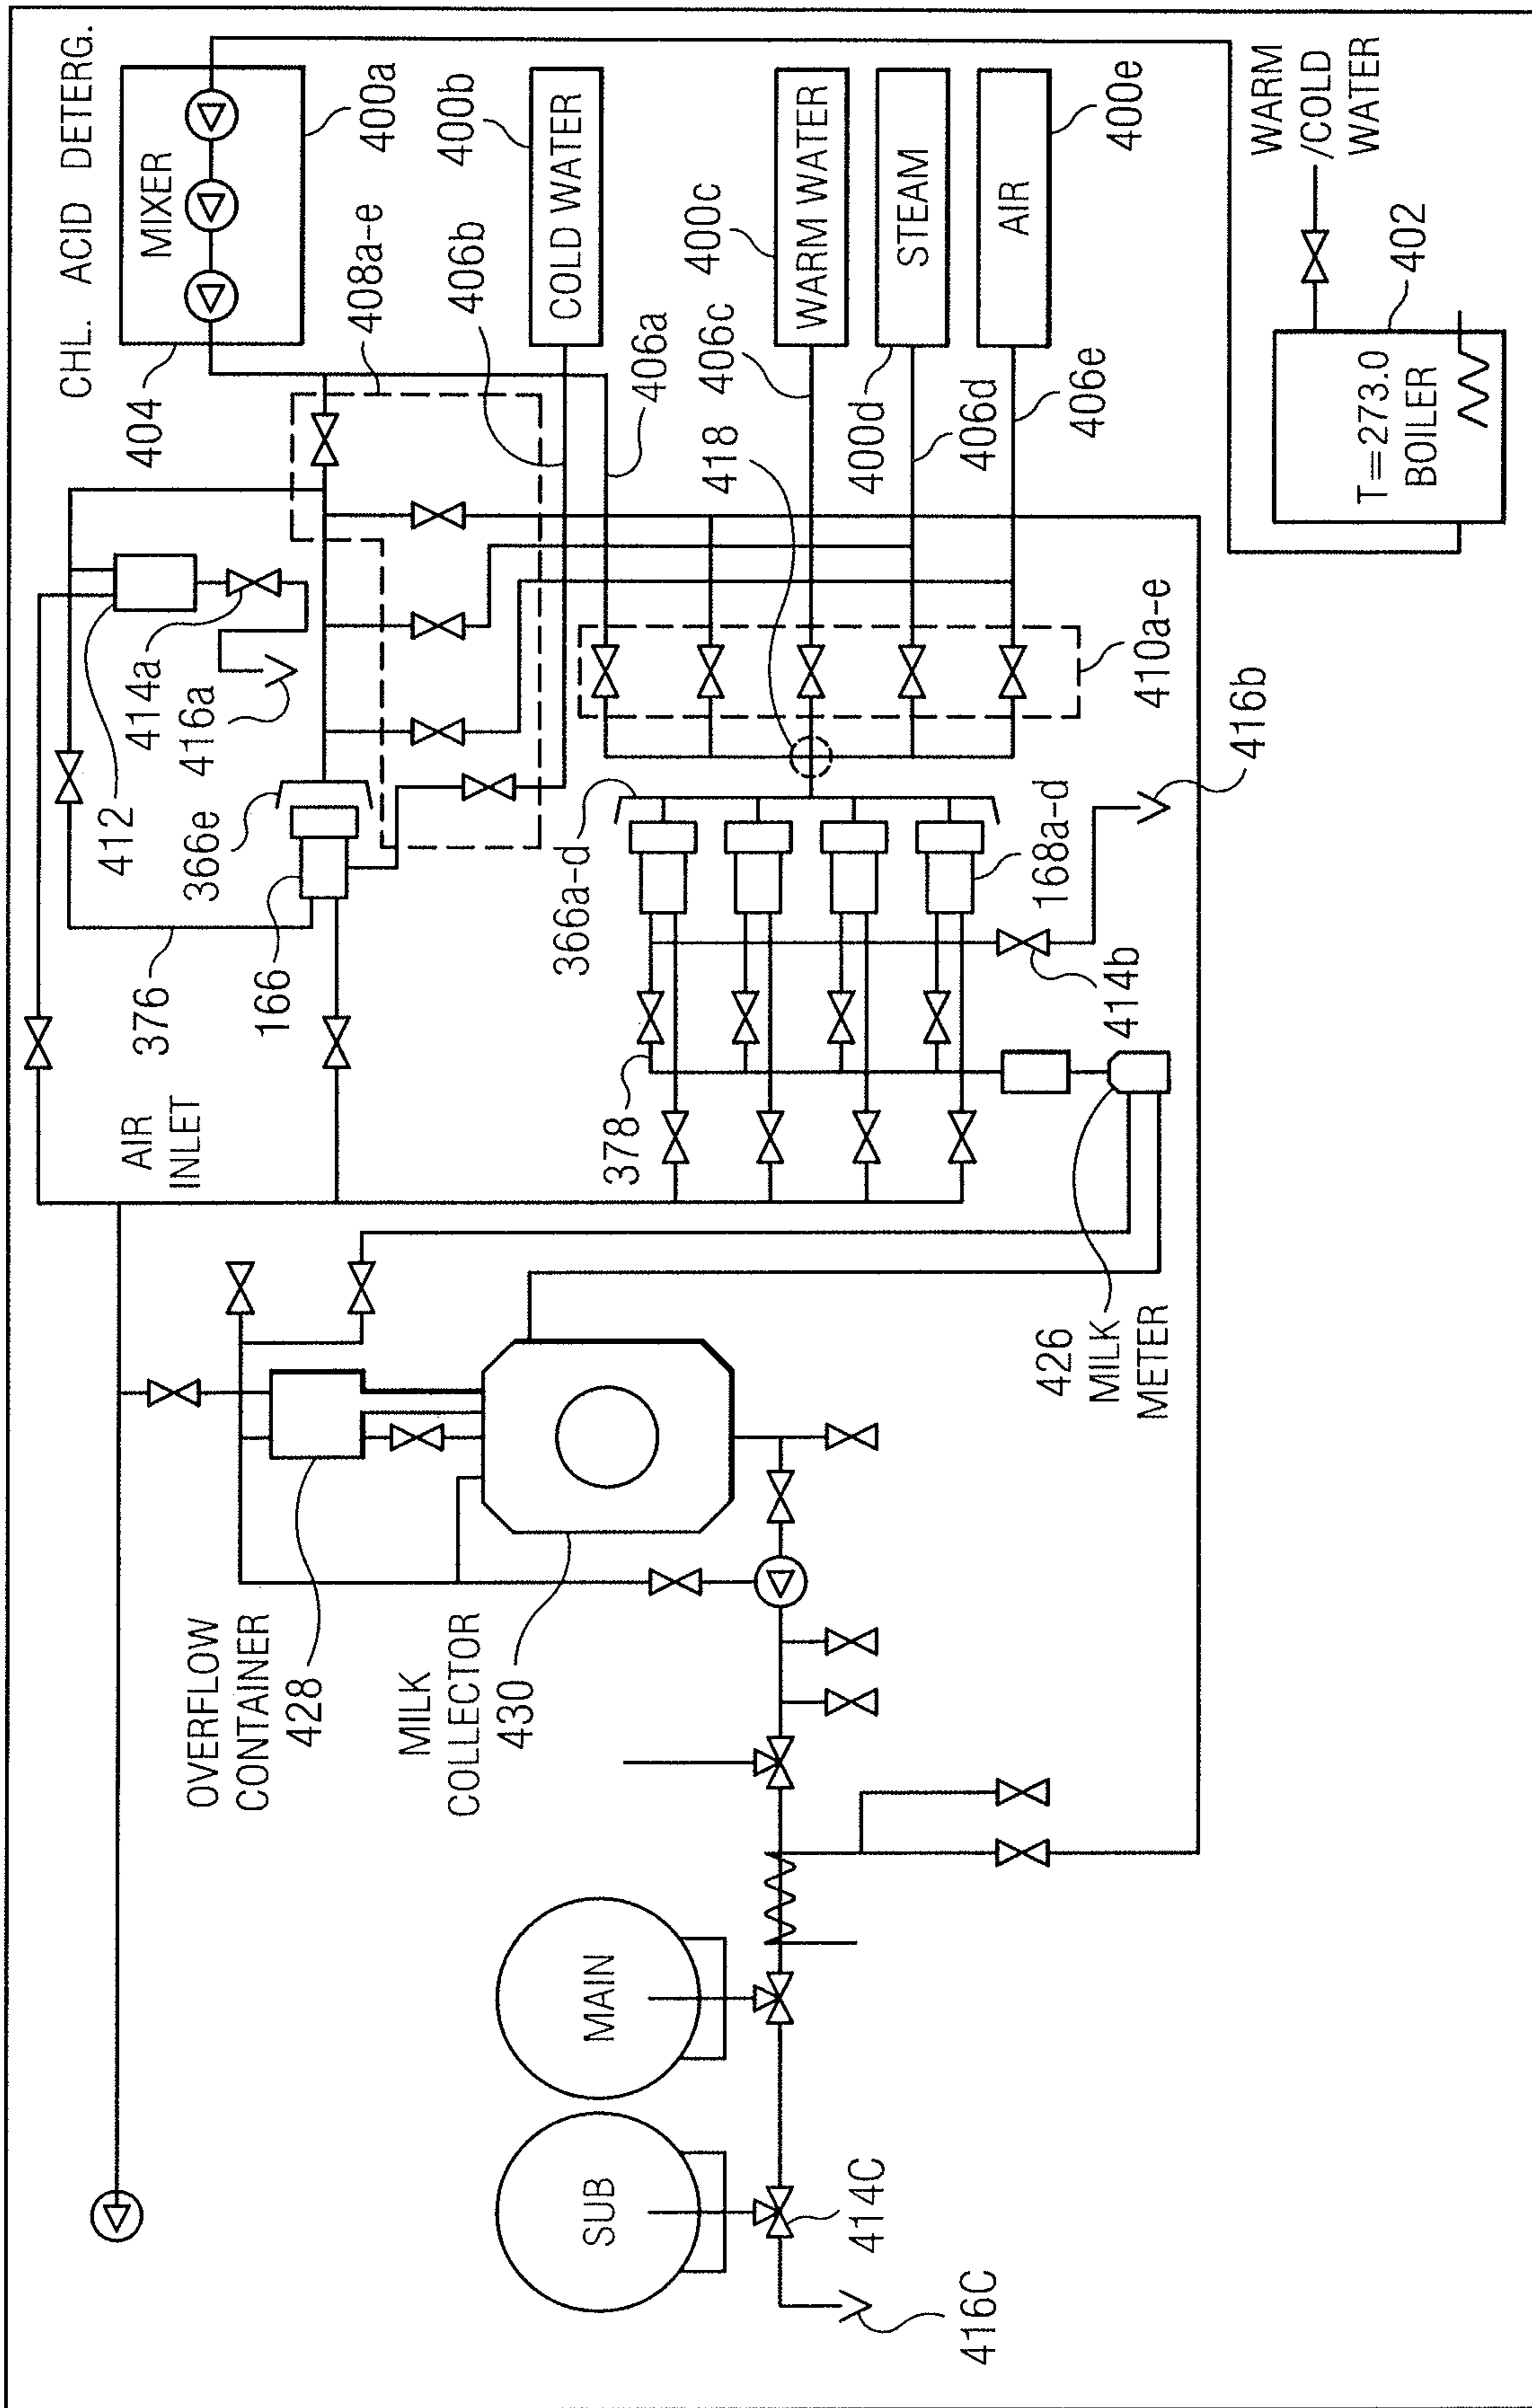 CHL. ACID DETERG.
MIXER
404
400a
400b
COLD WATER
408a-e
406b
406a
400c
WARM WATER
406c
418
400d
STEAM
406d
AIR
400e
406e
410a-e
WARM
/COLD
WATER
402
T=273.0
BOILER
412
414a
416a
366e
376
166
AIR
INLET
366a-d
168a-d
378
414b
416b
426
MILK
METER
OVERFLOW
CONTAINER
428
MILK
COLLECTOR
430
MAIN
SUB
414C
416C